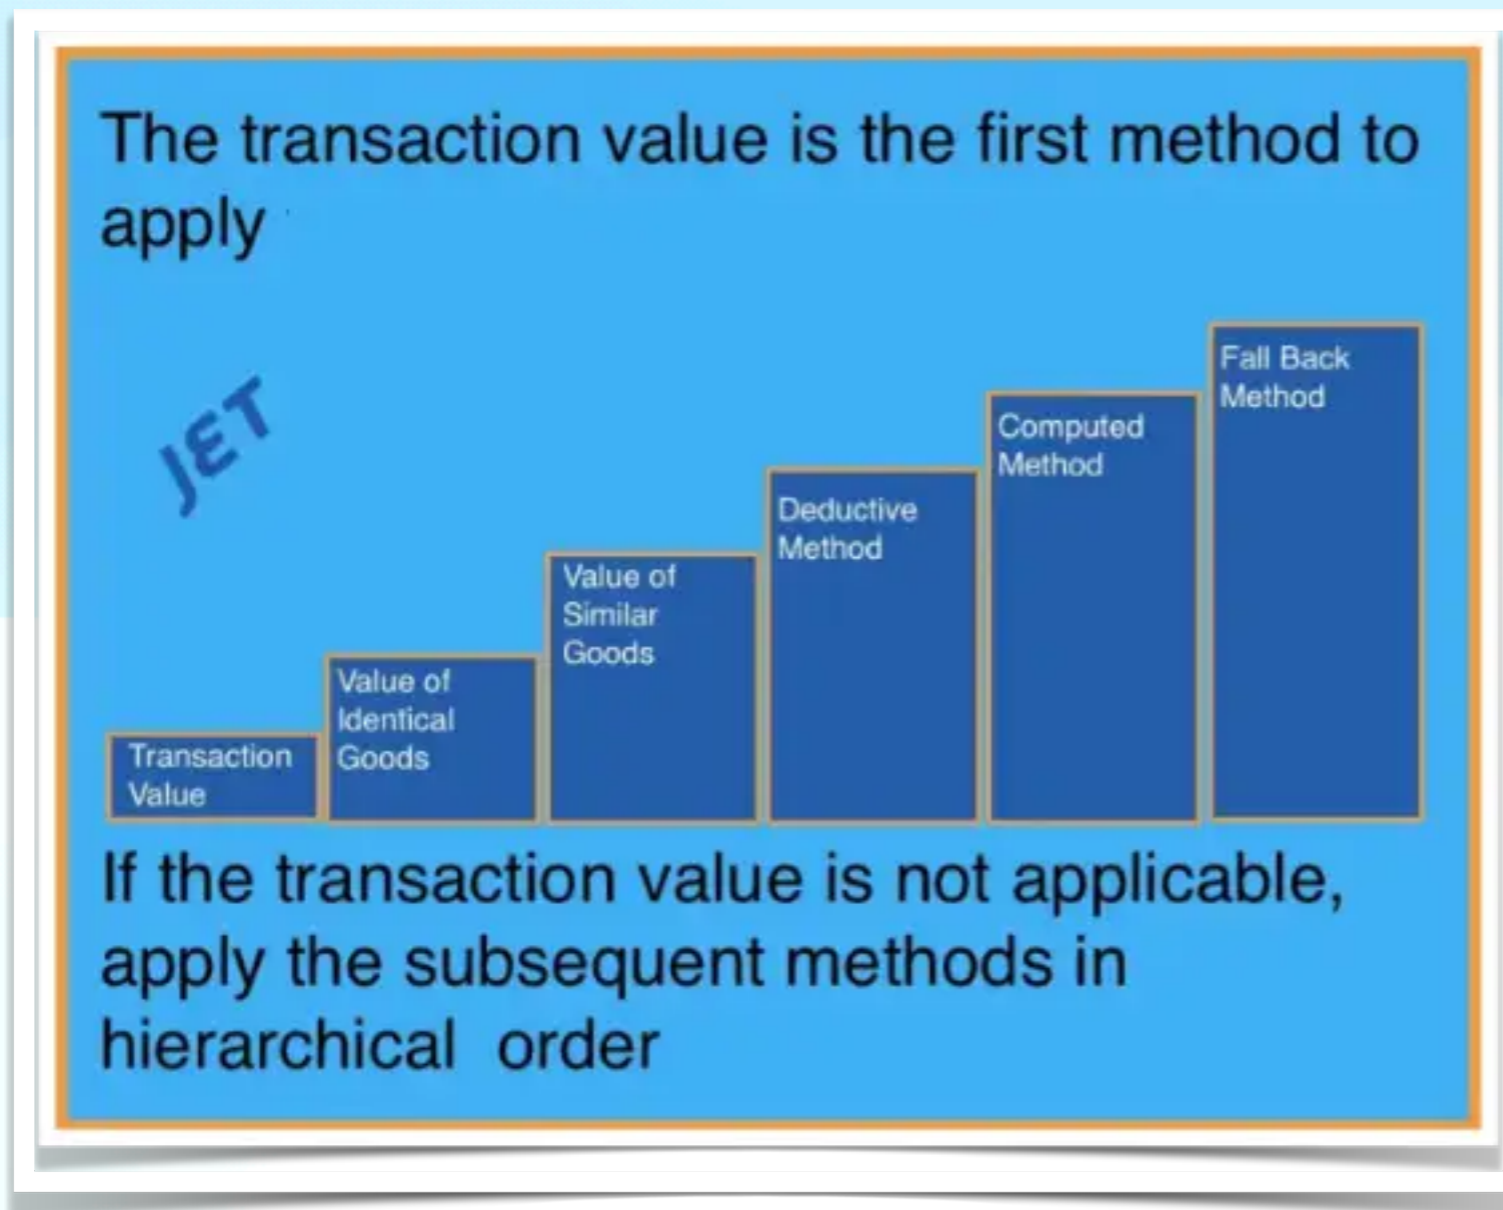 The transaction value is the first method to
apply
JET
Fall Back
Method
Computed
Method
Deductive
Method
Value of
Similar
Goods
Value of
Identical
Goods
Transaction
Value
If the transaction value is not applicable,
apply the subsequent methods in
hierarchical order